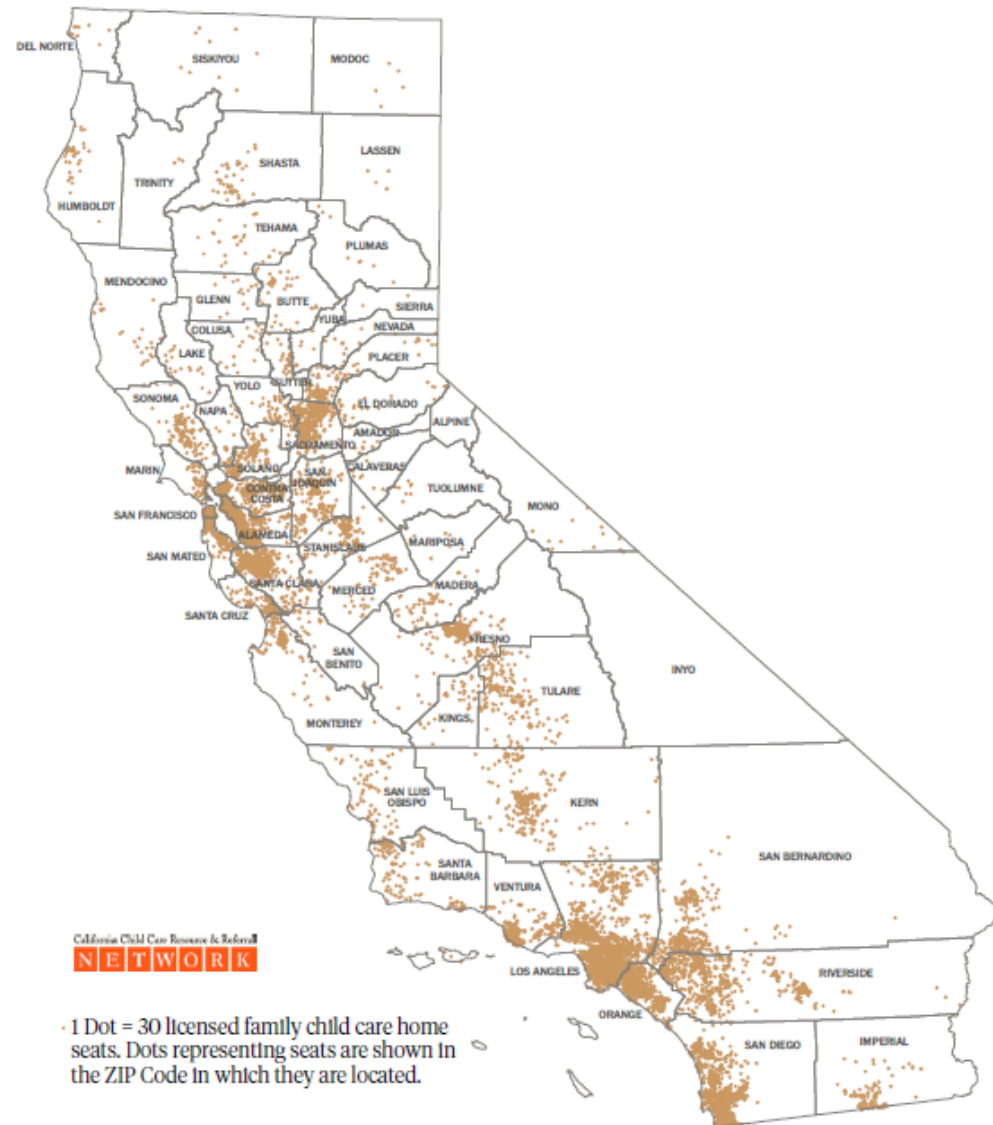 DEL NORTE
SISKIYOU
MODOC
HUMBOLDT
TRINITY
SHASTA
LASSEN
TEHAMA
PLUMAS
MENDOCINO
GLENN
BUTTE
SIERRA
YUBA
COLUSA
NEVADA
LAKE
PLACER
SUTTER
YOLO
SONOMA
NAPA
EL DORADO
ALPINE
AMADOR
SACRAMENTO
MARIN
SOLANO
SAN
JOAQUIN
CALAVERAS
CONTRA
COSTA
TUOLUMNE
MONO
SAN FRANCISCO
ALAMEDA
STANISLAUS
MARIPOSA
SAN MATEO
SANTA CLARA
MERCED
MADERA
SANTA CRUZ
FRESNO
SAN
BENITO
INYO
TULARE
MONTEREY
KINGS
SAN LUIS
OBISPO
KERN
SANTA
BARBARA
VENTURA
SAN BERNARDINO
LOS ANGELES
RIVERSIDE
ORANGE
SAN DIEGO
IMPERIAL
California Child Care Resource & Referral
NETWORK
1 Dot = 30 licensed family child care home
seats. Dots representing seats are shown in
the ZIP Code in which they are located.